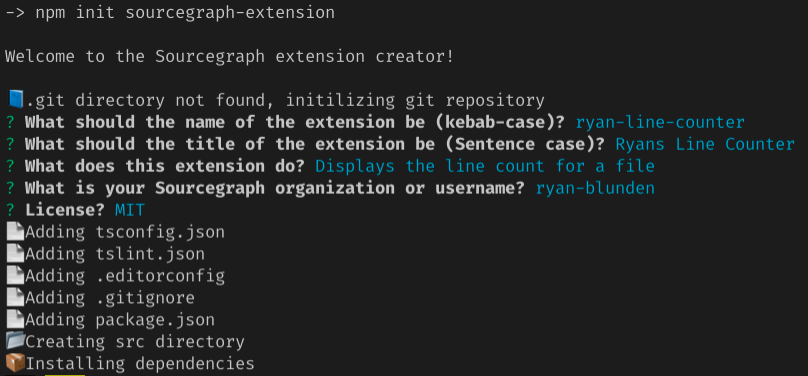 -> npm init sourcegraph-extension
Welcome to the Sourcegraph extension creator!
.git directory not found, initilizing git repository
? What should the name of the extension be (kebab-case)? ryan-line-counter
? What should the title of the extension be (Sentence case)? Ryans Line Counter
? What does this extension do? Displays the line count for a file
? What is your Sourcegraph organization or username? ryan-blunden
? License? MIT
Adding tsconfig.json
Adding tslint.json
Adding .editorconfig
Adding .gitignore
Adding package.json
Creating src directory
Installing dependencies